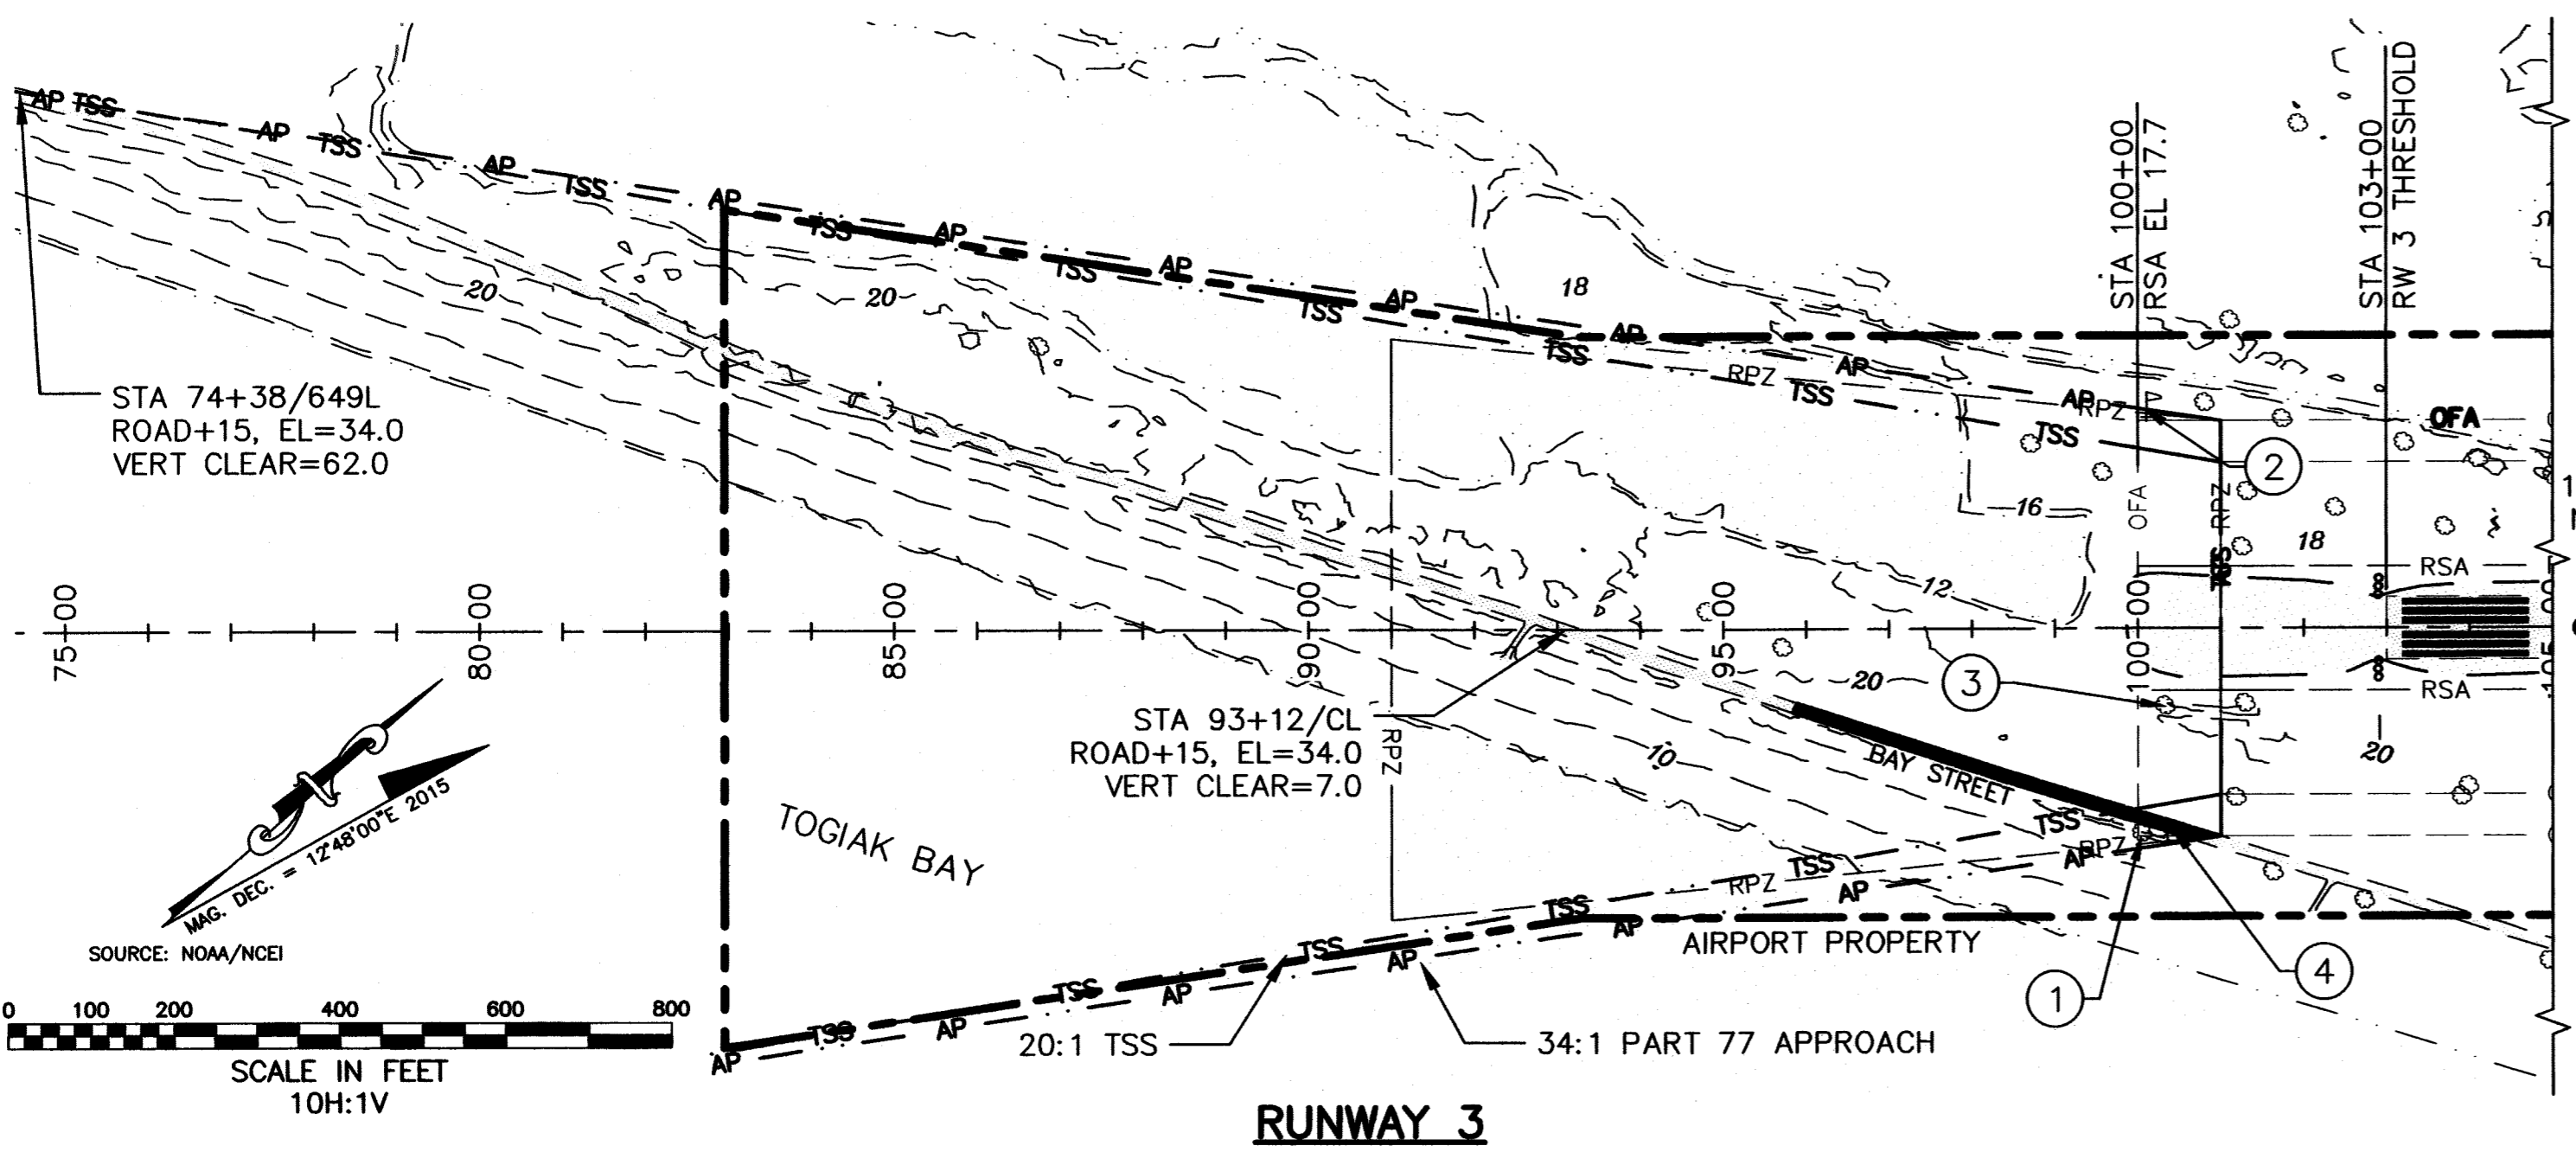 AP TSS
AP TSS
AP TSS
AP TSS
AP TSS
AP TSS
AP TSS
AP TSS
AP TSS
AP TSS
RPZ
RPZ
OFA
20
20
18
16
12
18
STA 100+00
RSA EL 17.7
STA 103+00
RW 3 THRESHOLD
STA 74+38/649L
ROAD+15, EL=34.0
VERT CLEAR=62.0
2
OFA
RPZ
RSA
75+00
80+00
85+00
90+00
95+00
100+00
STA 93+12/CL
ROAD+15, EL=34.0
VERT CLEAR=7.0
RPZ
3
20
RSA
20
10
BAY STREET
TOGIAK BAY
MAG. DEC. = 12°48'00"E 2015
SOURCE: NOAA/NCEI
TSS
RPZ
AP
TSS
RPZ
AP
TSS
AP
TSS
AP
TSS
AP
TSS
AP
AP
AIRPORT PROPERTY
1
4
20:1 TSS
34:1 PART 77 APPROACH
0 100 200 400 600 800
SCALE IN FEET
10H:1V
RUNWAY 3